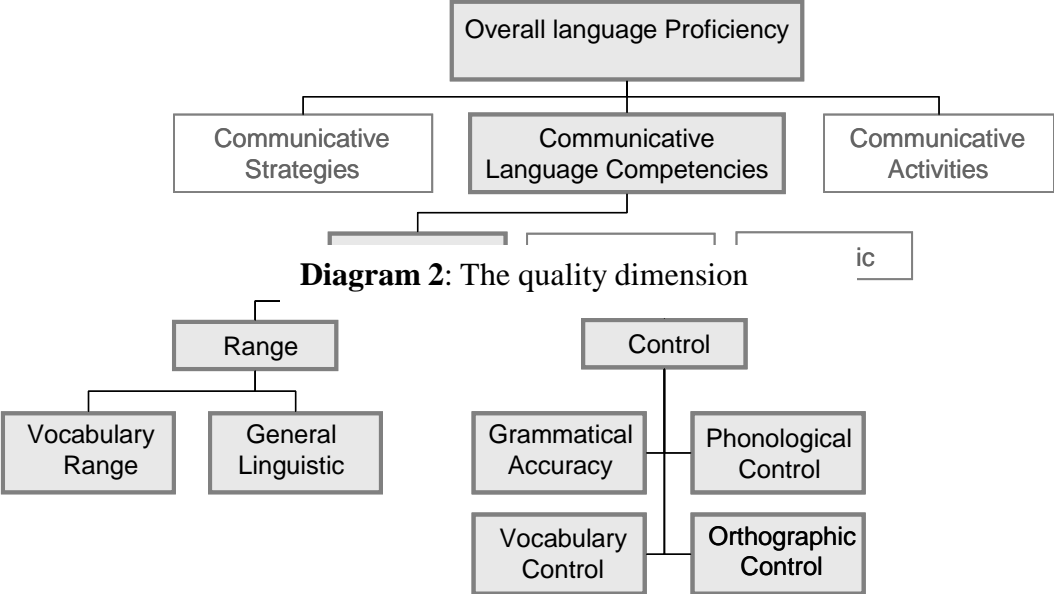 Overall language Proficiency
Communicative
Strategies
Communicative
Language Competencies
Communicative
Activities
ic
Diagram 2: The quality dimension
Range
Control
Vocabulary
Range
General
Linguistic
Grammatical
Accuracy
Phonological
Control
Vocabulary
Control
Orthographic
Control